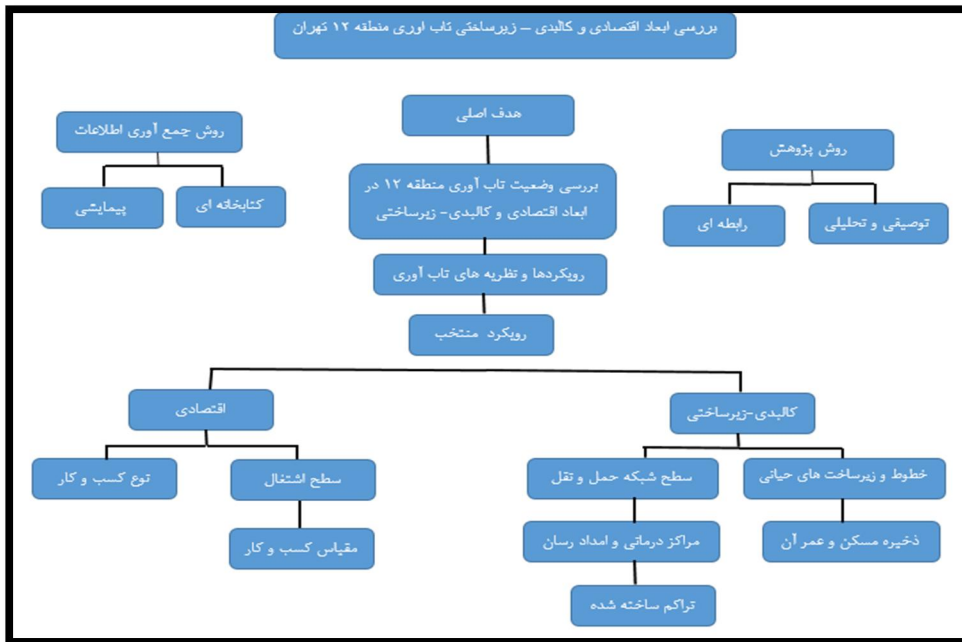 بررسی ابعاد اقتصادی و کالبدی – زیرساختی تاب اوری منطقه ۱۲ تهران
هدف اصلی
روش جمع آوری اطلاعات
روش پژوهش
بررسی وضعیت تاب آوری منطقه ۱۲ در
ابعاد اقتصادی و کالبدی- زیرساختی
کتابخانه ای
پیمایشی
توصیفی و تحلیلی
رابطه ای
رویکردها و نظریه های تاب آوری
رویکرد منتخب
کالبدی-زیرساختی
اقتصادی
خطوط و زیرساخت های حیاتی
سطح شبکه حمل و نقل
سطح اشتغال
نوع کسب و کار
ذخیره مسکن و عمر آن
مراکز درمانی و امداد رسان
مقیاس کسب و کار
تراکم ساخته شده